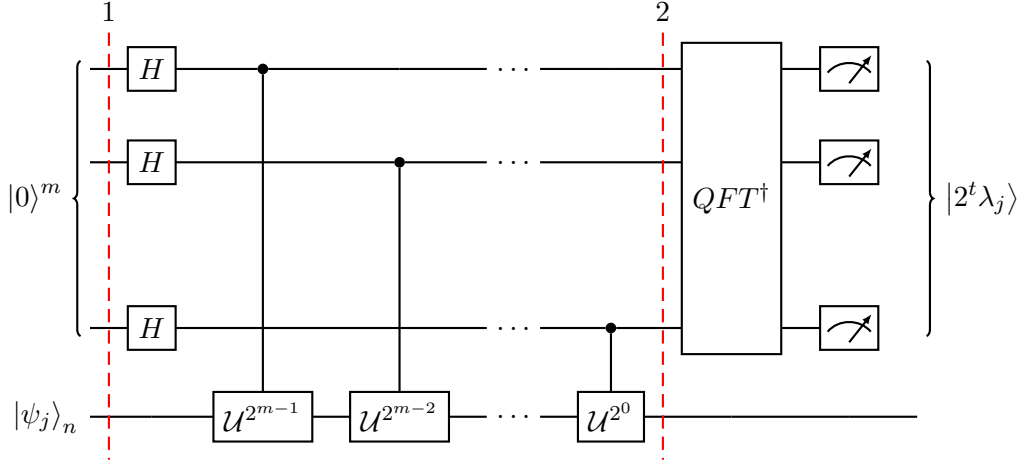 1 2
H
H
|0⟩^m QFT^† |2^t λ_j⟩
H
|ψ_j⟩_n U^{2^{m−1}} U^{2^{m−2}} ··· U^{2^0}